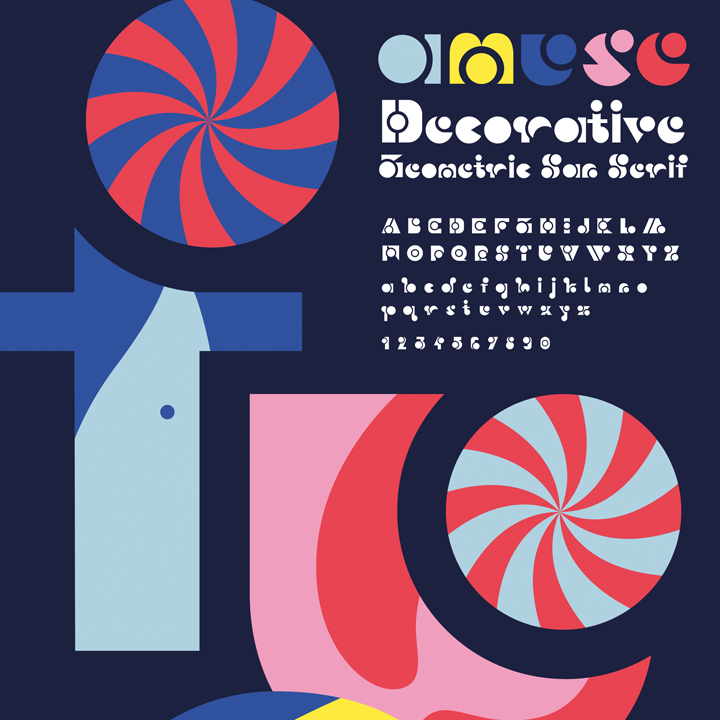 amuse
Decorative
Geometric San Serif
ABCDEFGHIJKLM
NOPQRSTUVWXYZ
abcdefghijklmno
pqrstuvwxyz
1234567890